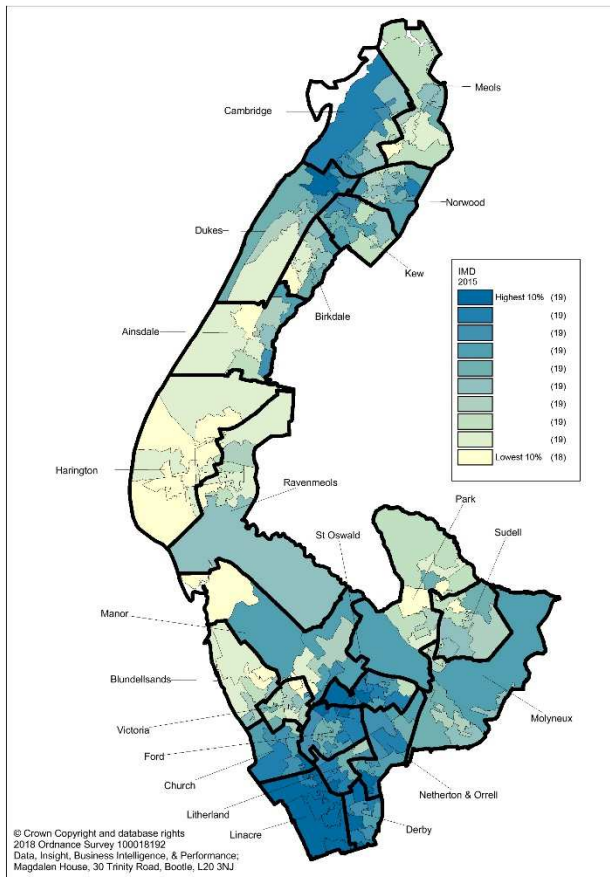 Meols
Cambridge
Norwood
Dukes
Kew
IMD
2015
Highest 10% (19)
(19)
(19)
(19)
(19)
(19)
(19)
(19)
(19)
Lowest 10% (18)
Birkdale
Ainsdale
Harington
Ravenmeols
Park
St Oswald
Sudell
Manor
Blundellsands
Molyneux
Victoria
Ford
Church
Netherton & Orrell
Litherland
Derby
Linacre
© Crown Copyright and database rights
2018 Ordnance Survey 100018192
Data, Insight, Business Intelligence, & Performance;
Magdalen House, 30 Trinity Road, Bootle, L20 3NJ